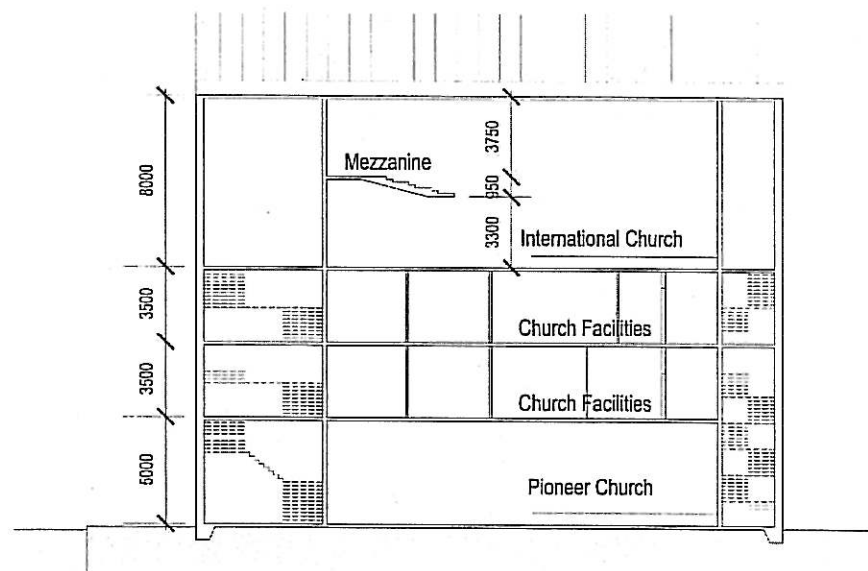 3750
8000
Mezzanine
950
3300
International Church
3500
Church Facilities
3500
Church Facilities
5000
Pioneer Church